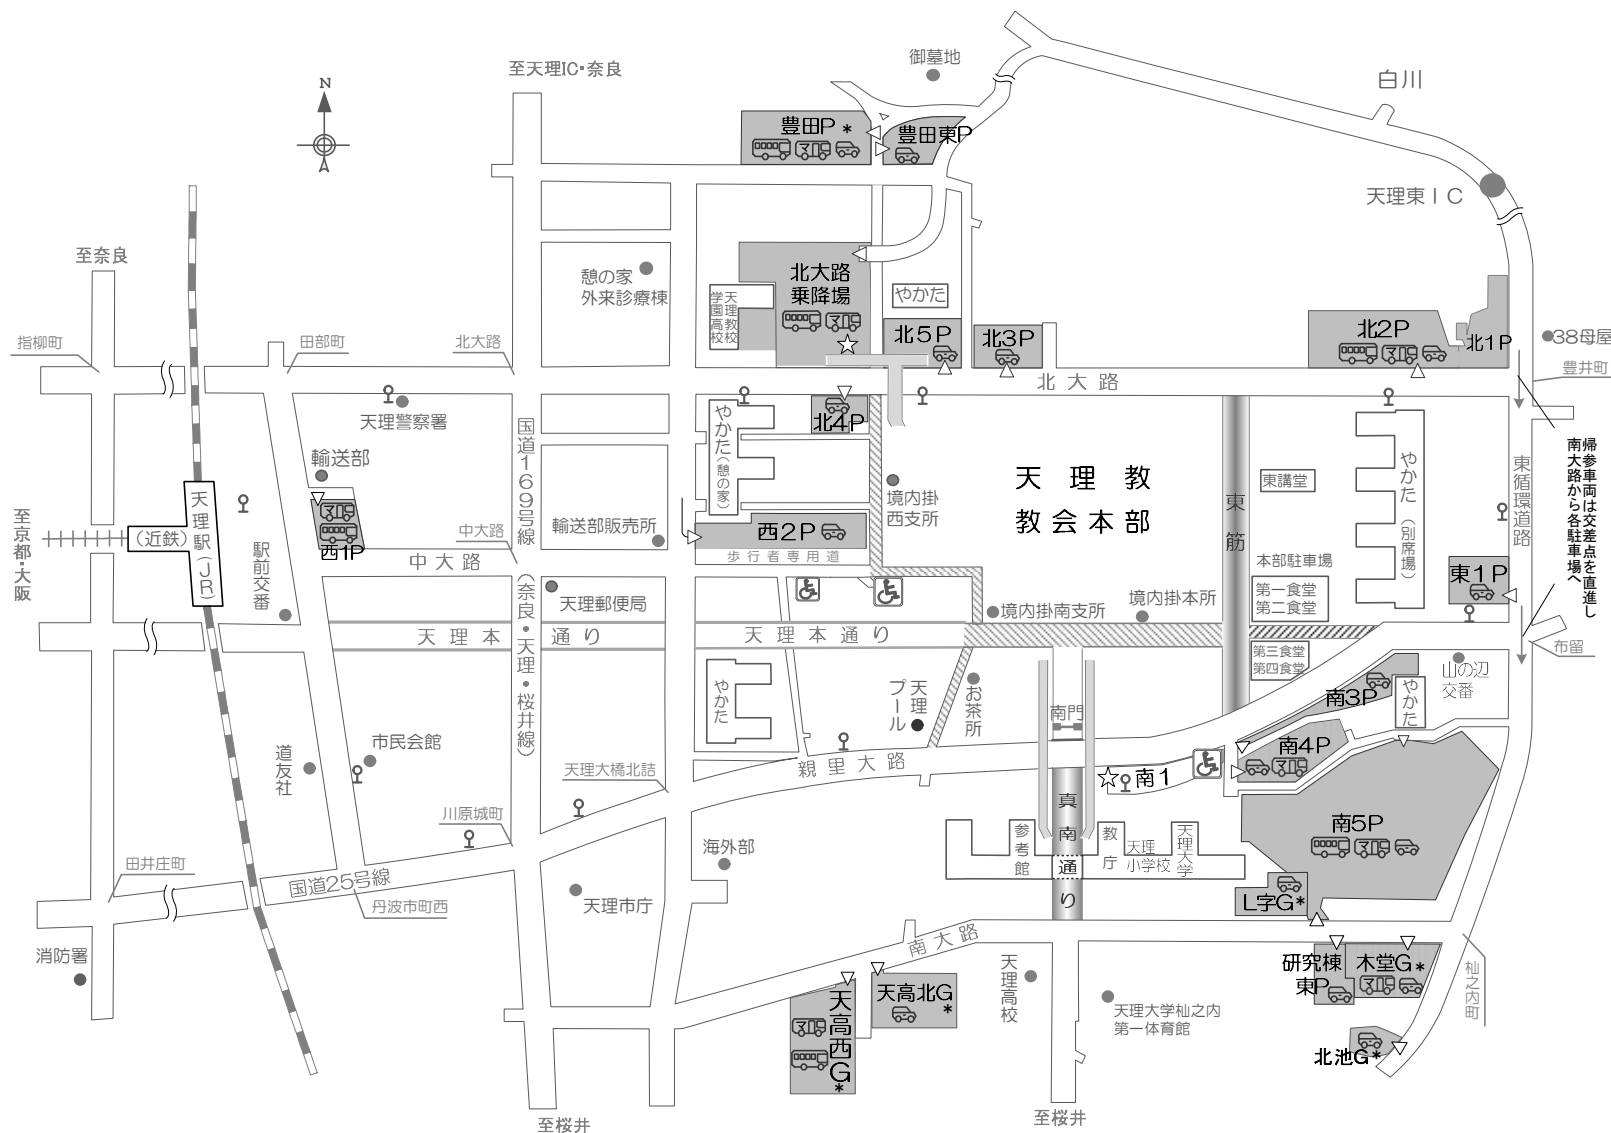 至天理IC・奈良
御墓地
白川
N
豊田P *
豊田東P
マ
天理東IC
至奈良
憩の家
外来診療棟
天理教校
学園高校
北大路
乗降場
マ
やかた
北5P
北3P
北2P
マ
北1P
38母屋
豊井町
指柳町
田部町
北大路
北大路
天理警察署
輸送部
国道169号線
(奈良・天理・桜井線)
やかた
(憩の家)
北4P
天理教
教会本部
東筋
東講堂
やかた
(別席場)
東循環道路
帰参車両は交差点を直進し
南大路から各駐車場へ
至京都・大阪
(近鉄)
天理駅(JR)
駅前交番
マ
西1P
中大路
中大路
輸送部販売所
西2P
歩行者専用道
境内掛
西支所
本部駐車場
第一食堂
第二食堂
東1P
天理郵便局
境内掛南支所
境内掛本所
天理本通り
天理本通り
第三食堂
第四食堂
布留
山の辺
交番
やかた
天理
プール
お茶所
南門
南3P
やかた
南4P
マ
市民会館
道友社
天理大橋北詰
親里大路
南1
真南通り
川原城町
海外部
参考館
教庁
天理
小学校
天理大学
南5P
マ
田井庄町
国道25号線
丹波市町西
天理市庁
L字G*
南大路
消防署
天理高校
研究棟
東P
木堂G*
マ
杣之内町
天高北G
*
天高西G
*
マ
天理大学杣之内
第一体育館
北池G*
至桜井
至桜井